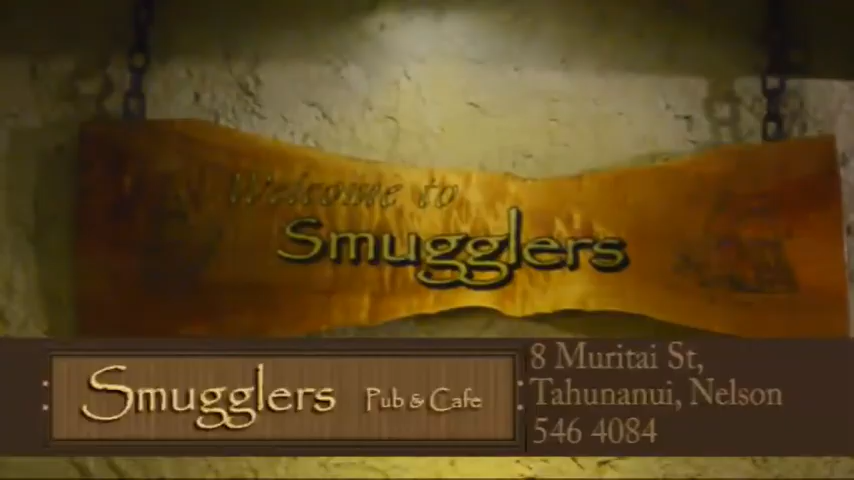 Welcome to
Smugglers
Smugglers Pub & Cafe
8 Muritai St,
Tahunanui, Nelson
546 4084